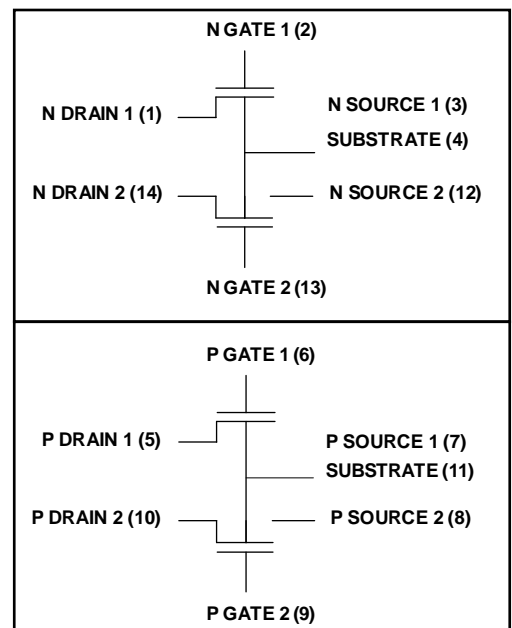 N GATE 1 (2)
N DRAIN 1 (1)
N SOURCE 1 (3)
SUBSTRATE (4)
N DRAIN 2 (14)
N SOURCE 2 (12)
N GATE 2 (13)
P GATE 1 (6)
P DRAIN 1 (5)
P SOURCE 1 (7)
SUBSTRATE (11)
P DRAIN 2 (10)
P SOURCE 2 (8)
P GATE 2 (9)